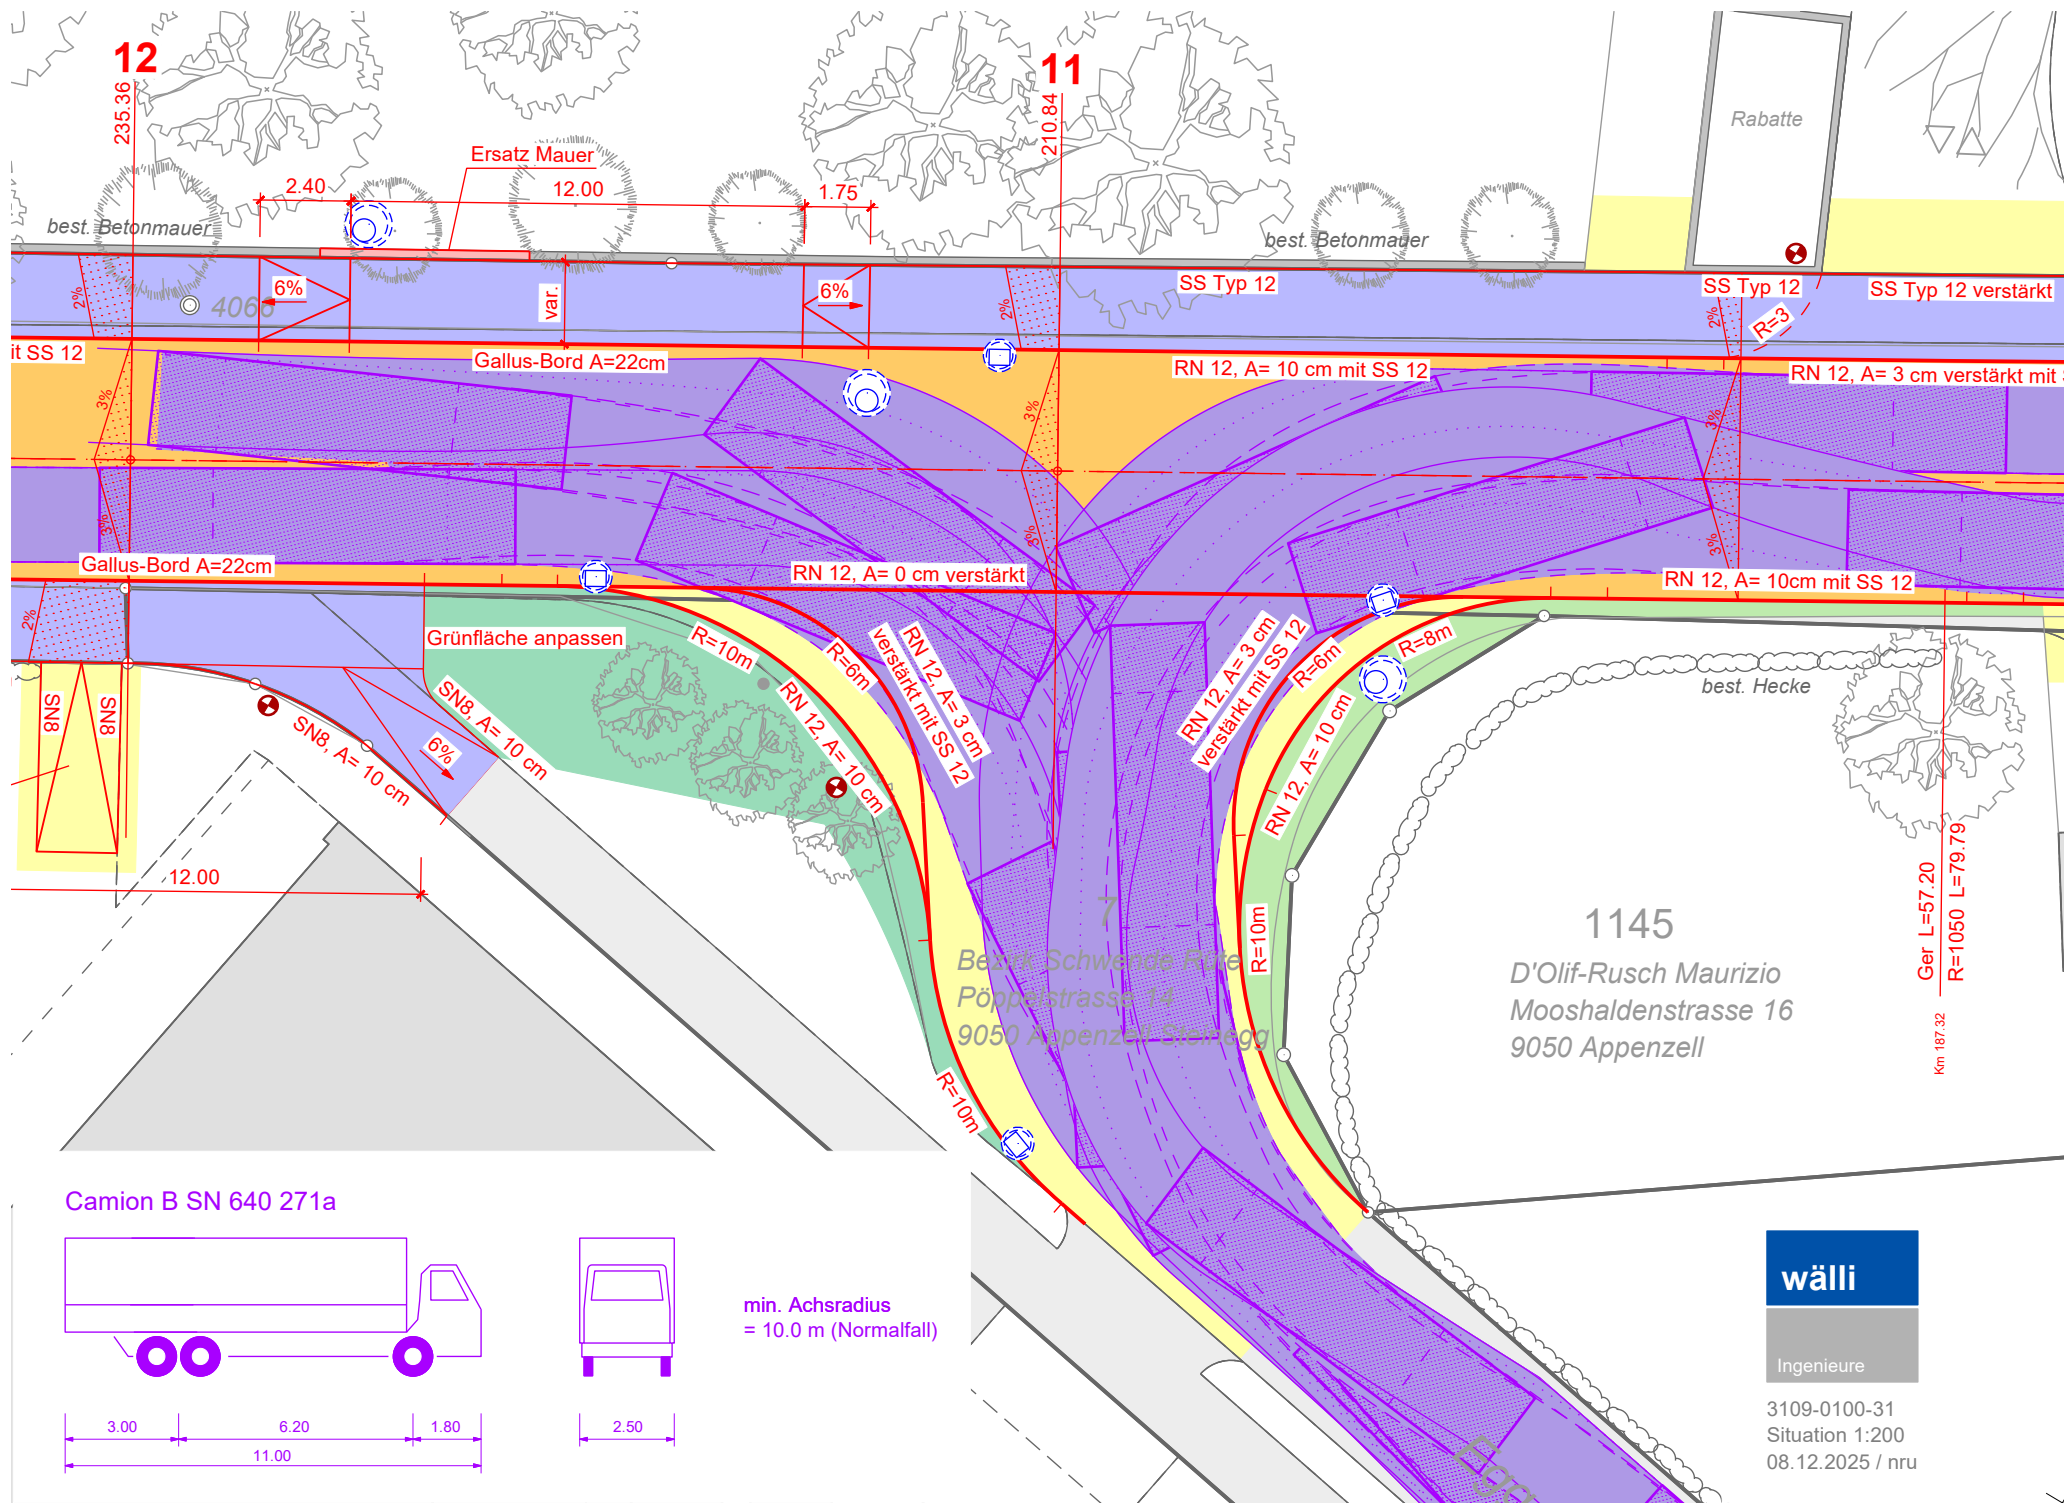 12
235.36
11
210.84
Rabatte
Ersatz Mauer
2.40
12.00
1.75
best. Betonmauer
best. Betonmauer
2%
6%
4066
var.
6%
2%
SS Typ 12
2%
SS Typ 12
SS Typ 12 verstärkt
R=3
it SS 12
Gallus-Bord A=22cm
RN 12, A= 10 cm mit SS 12
RN 12, A= 3 cm verstärkt mit S
3%
3%
3%
3%
3%
3%
Gallus-Bord A=22cm
RN 12, A= 0 cm verstärkt
RN 12, A= 10cm mit SS 12
2%
Grünfläche anpassen
R=10m
R=6m
RN 12, A= 3 cm
verstärkt mit SS 12
RN 12, A= 3 cm
verstärkt mit SS 12
R=6m
R=8m
best. Hecke
SN8
SN8
SN8, A= 10 cm
SN8, A= 10 cm
6%
RN 12, A= 10 cm
RN 12, A= 10 cm
12.00
R=10m
7
Bezirk Schwende-Rüte
Pöppelstrasse 14
9050 Appenzell Steinegg
1145
D'Olif-Rusch Maurizio
Mooshaldenstrasse 16
9050 Appenzell
Ger L=57.20
R=1050 L=79.79
Km 187.32
R=10m
Camion B SN 640 271a
min. Achsradius
= 10.0 m (Normalfall)
3.00
6.20
1.80
11.00
2.50
Egg
wälli
Ingenieure
3109-0100-31
Situation 1:200
08.12.2025 / nru